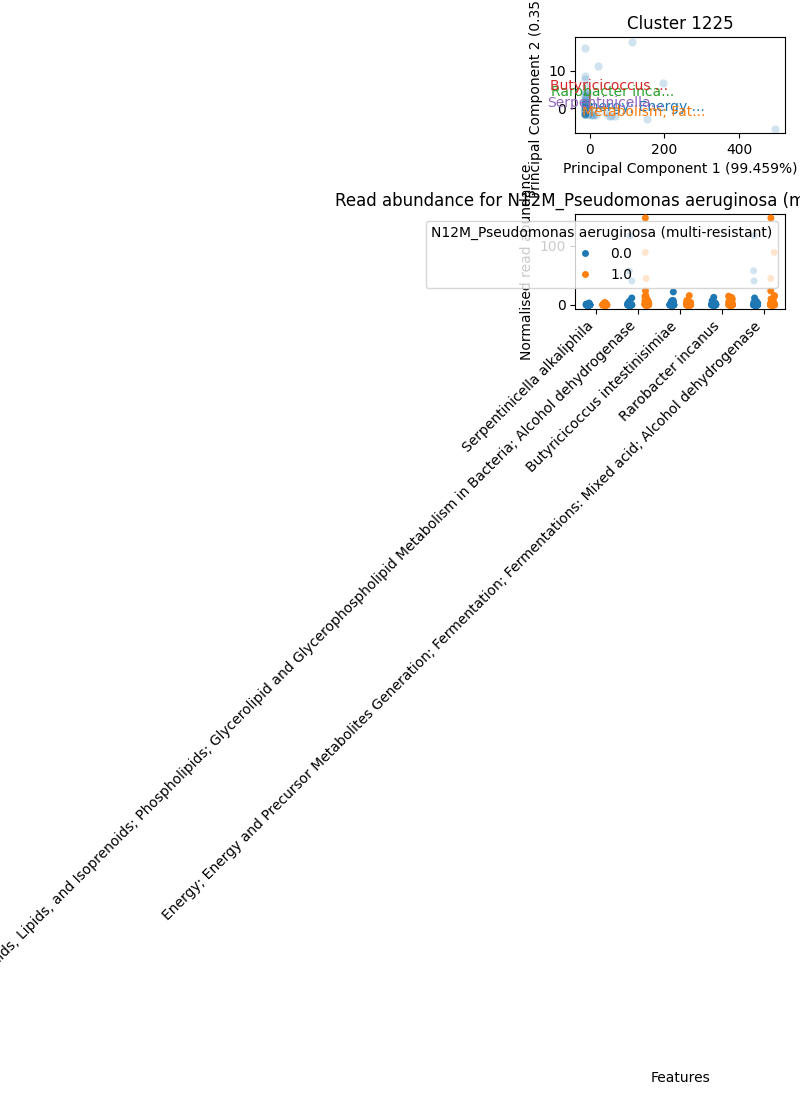 Cluster 1225
Principal Component 2 (0.35
10
0
Butyricicoccus ...
Rarobacter inca...
Serpentinicella
Energy; Energy ...
Metabolism; Fat...
0
200
400
Principal Component 1 (99.459%)
Read abundance for N12M_Pseudomonas aeruginosa (m
Normalised read abundance
N12M_Pseudomonas aeruginosa (multi-resistant)
0.0
1.0
100
0
Serpentinicella alkaliphila
ds, Lipids, and Isoprenoids; Phospholipids; Glycerolipid and Glycerophospholipid Metabolism in Bacteria; Alcohol dehydrogenase
Butyricicoccus intestinisimiae
Rarobacter incanus
Energy; Energy and Precursor Metabolites Generation; Fermentation; Fermentations: Mixed acid; Alcohol dehydrogenase
Features